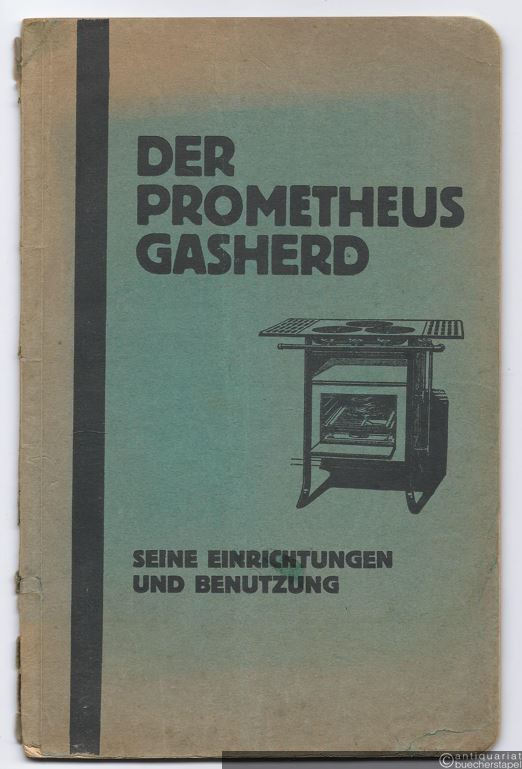 DER
PROMETHEUS
GASHERD
SEINE EINRICHTUNGEN
UND BENUTZUNG
©antiquariat
buecherstapel